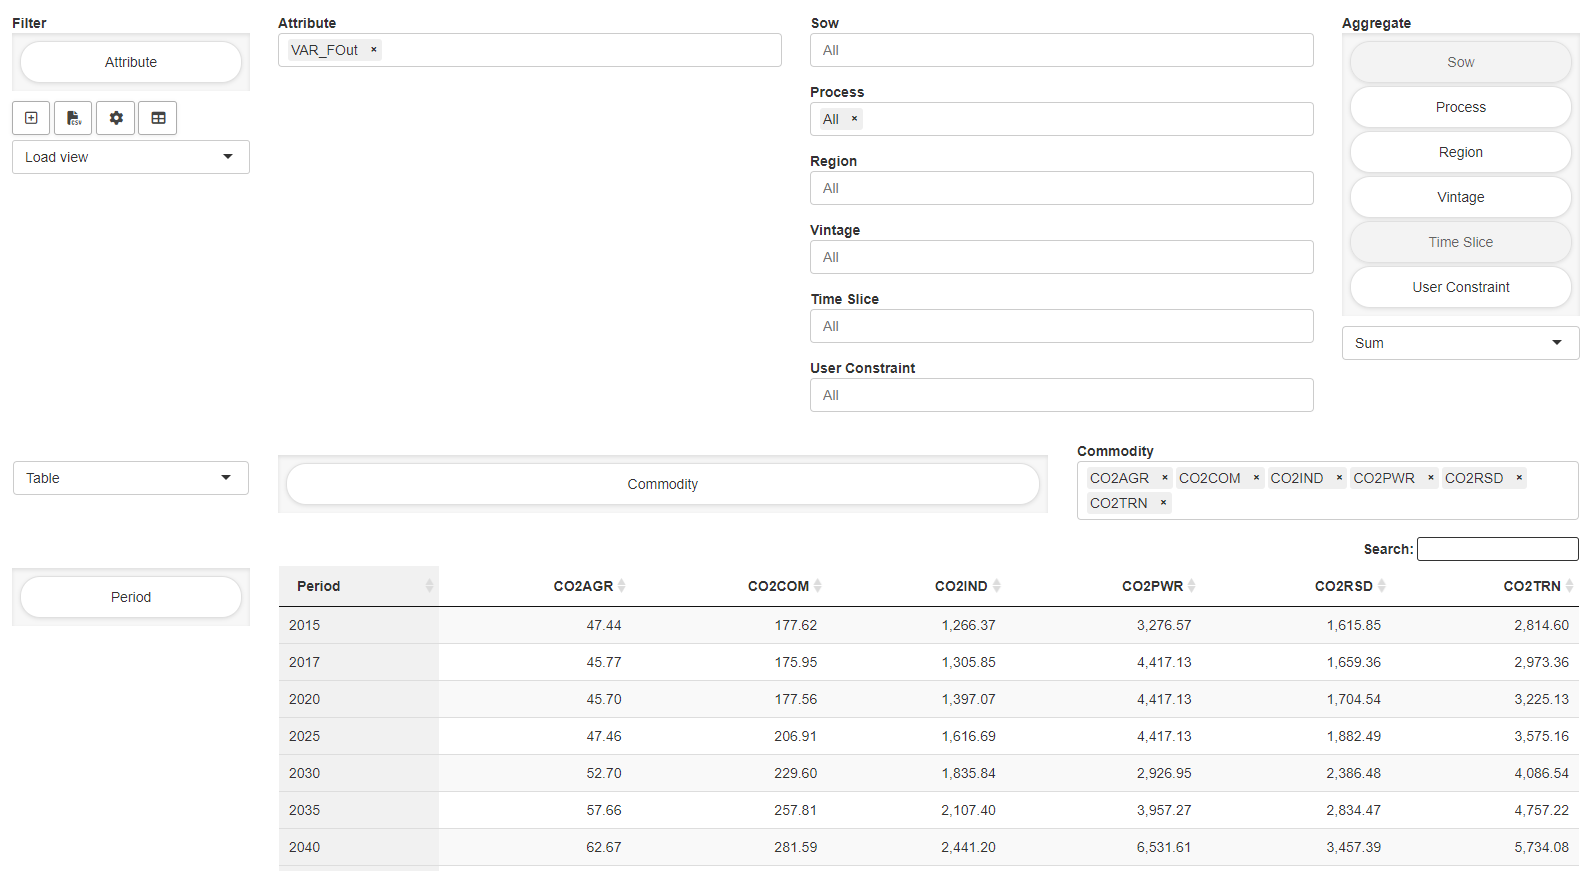 Filter
Attribute
Load view
Attribute
VAR_FOut ×
Sow
All
Process
All ×
Region
All
Vintage
All
Time Slice
All
User Constraint
All
Aggregate
Sow
Process
Region
Vintage
Time Slice
User Constraint
Sum
Table
Commodity
Commodity
CO2AGR × CO2COM × CO2IND × CO2PWR × CO2RSD ×
CO2TRN ×
Search:
Period
Period CO2AGR CO2COM CO2IND CO2PWR CO2RSD CO2TRN
2015 47.44 177.62 1,266.37 3,276.57 1,615.85 2,814.60
2017 45.77 175.95 1,305.85 4,417.13 1,659.36 2,973.36
2020 45.70 177.56 1,397.07 4,417.13 1,704.54 3,225.13
2025 47.46 206.91 1,616.69 4,417.13 1,882.49 3,575.16
2030 52.70 229.60 1,835.84 2,926.95 2,386.48 4,086.54
2035 57.66 257.81 2,107.40 3,957.27 2,834.47 4,757.22
2040 62.67 281.59 2,441.20 6,531.61 3,457.39 5,734.08